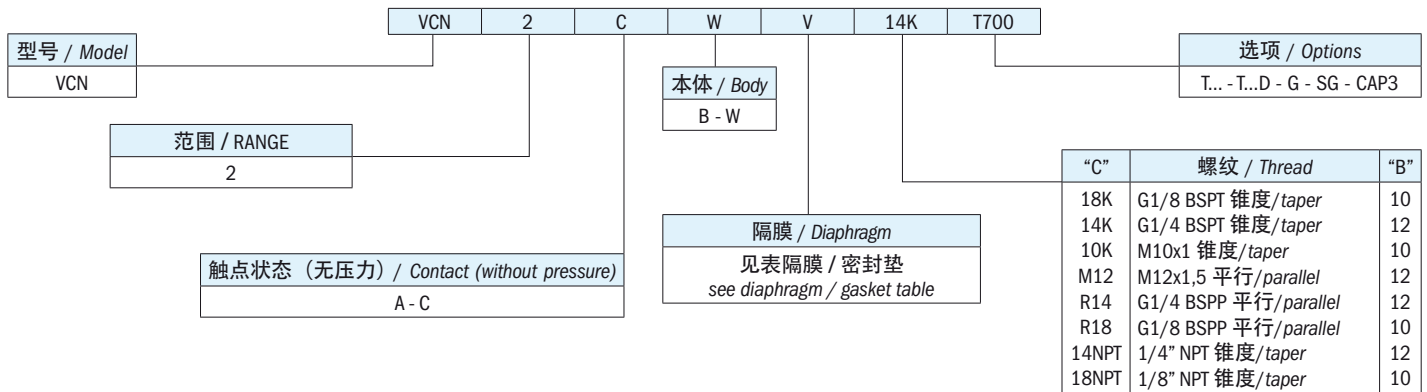 VCN 2 C W V 14K T700
型号 / Model
VCN
选项 / Options
T... - T...D - G - SG - CAP3
本体 / Body
B - W
范围 / RANGE
2
“C” 螺纹 / Thread “B”
18K G1/8 BSPT 锥度/taper 10
14K G1/4 BSPT 锥度/taper 12
10K M10x1 锥度/taper 10
M12 M12x1,5 平行/parallel 12
R14 G1/4 BSPP 平行/parallel 12
R18 G1/8 BSPP 平行/parallel 10
14NPT 1/4” NPT 锥度/taper 12
18NPT 1/8” NPT 锥度/taper 10
隔膜 / Diaphragm
见表隔膜 / 密封垫
see diaphragm / gasket table
触点状态（无压力）/ Contact (without pressure)
A - C